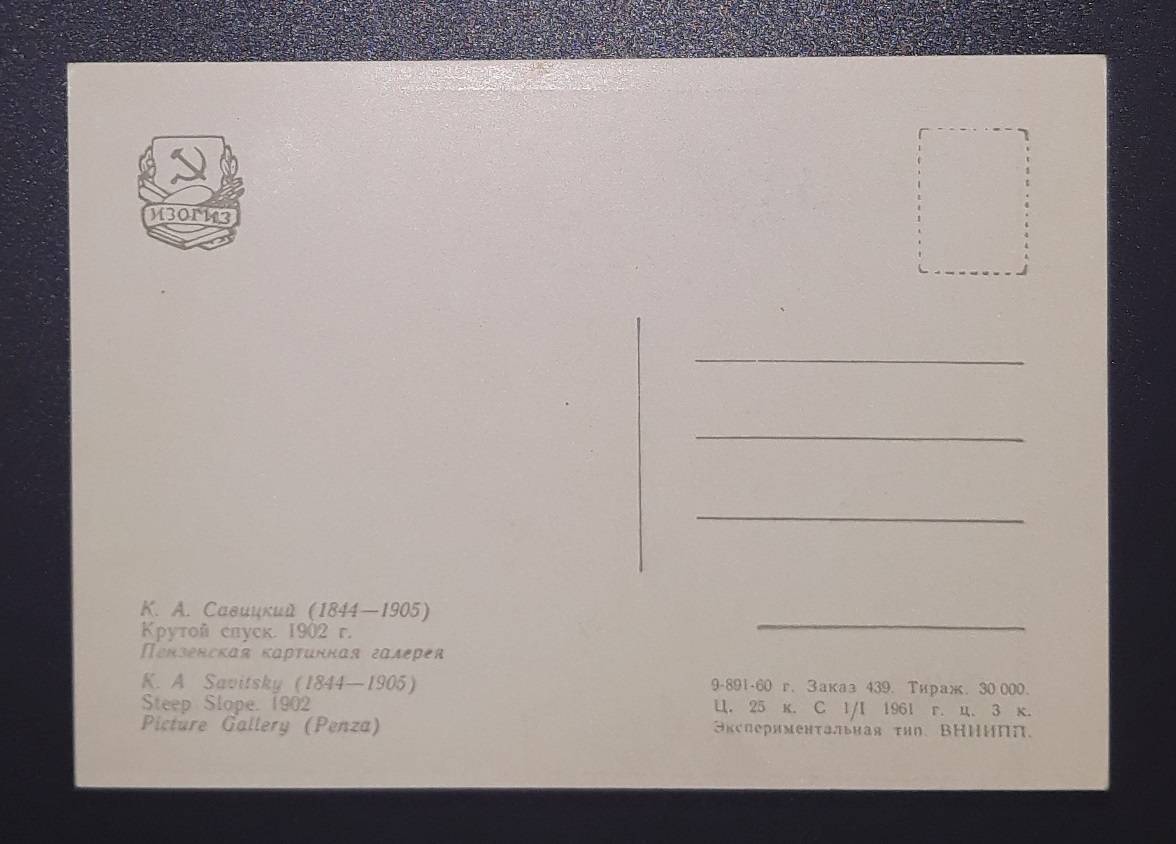 ИЗОГИЗ
К. А. Савицкий (1844—1905)
Крутой спуск. 1902 г.
Пензенская картинная галерея
K. A Savitsky (1844—1905)
Steep Slope. 1902
Picture Gallery (Penza)
9-891-60 г. Заказ 439. Тираж. 30 000.
Ц. 25 к. С 1/I 1961 г. ц. 3 к.
Экспериментальная тип. ВНИИПП.